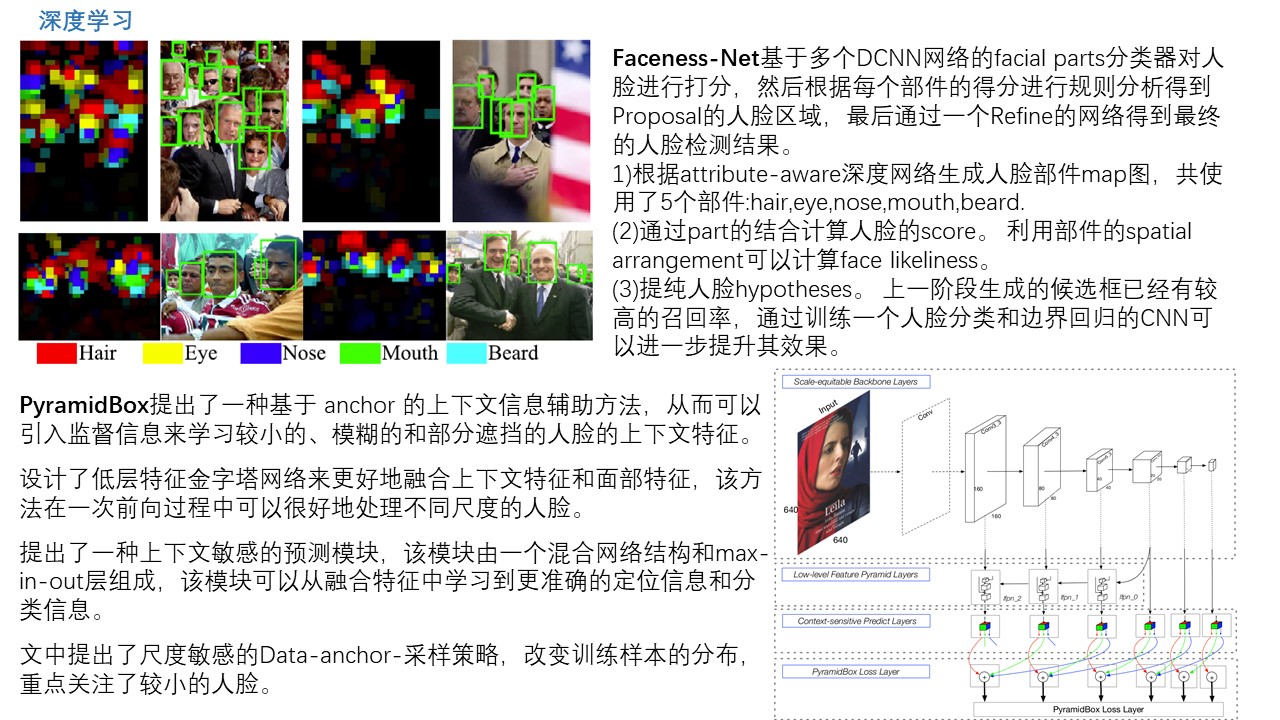 深度学习
Hair
Eye
Nose
Mouth
Beard
Faceness-Net基于多个DCNN网络的facial parts分类器对人
脸进行打分，然后根据每个部件的得分进行规则分析得到
Proposal的人脸区域，最后通过一个Refine的网络得到最终
的人脸检测结果。
1)根据attribute-aware深度网络生成人脸部件map图，共使
用了5个部件:hair,eye,nose,mouth,beard.
(2)通过part的结合计算人脸的score。 利用部件的spatial
arrangement可以计算face likeliness。
(3)提纯人脸hypotheses。 上一阶段生成的候选框已经有较
高的召回率，通过训练一个人脸分类和边界回归的CNN可
以进一步提升其效果。
PyramidBox提出了一种基于 anchor 的上下文信息辅助方法，从而可以
引入监督信息来学习较小的、模糊的和部分遮挡的人脸的上下文特征。
设计了低层特征金字塔网络来更好地融合上下文特征和面部特征，该方
法在一次前向过程中可以很好地处理不同尺度的人脸。
提出了一种上下文敏感的预测模块，该模块由一个混合网络结构和max-
in-out层组成，该模块可以从融合特征中学习到更准确的定位信息和分
类信息。
文中提出了尺度敏感的Data-anchor-采样策略，改变训练样本的分布，
重点关注了较小的人脸。
Scale-equitable Backbone Layers
Input
Conv
Leila
640
640
160
160
80
80
Low-level Feature Pyramid Layers
lfpn_2
lfpn_1
lfpn_0
Context-sensitive Predict Layers
PyramidBox Loss Layer
PyramidBox Loss Layer